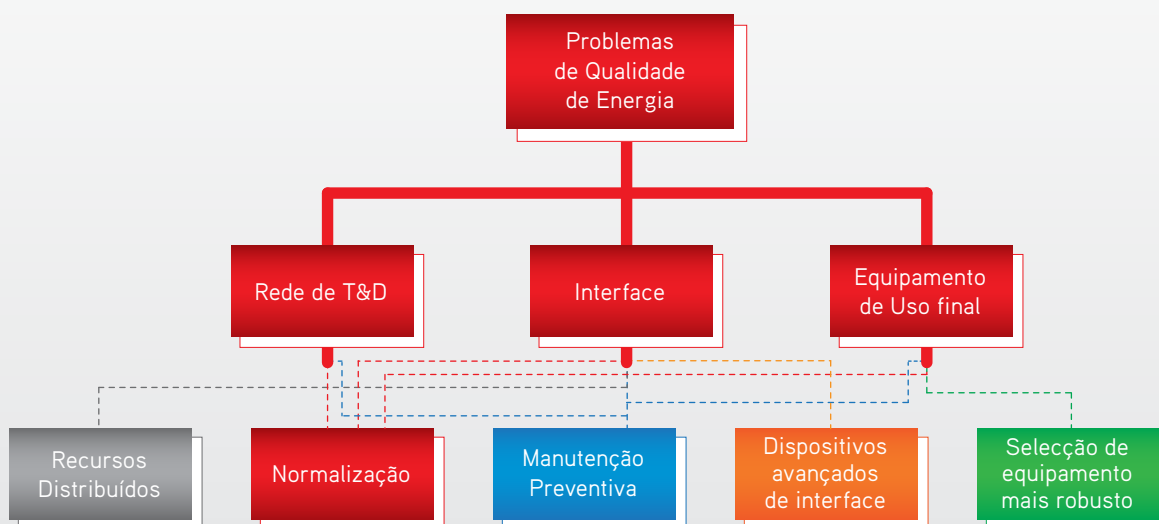 Problemas
de Qualidade
de Energia
Rede de T&D
Interface
Equipamento
de Uso final
Recursos
Distribuídos
Normalização
Manutenção
Preventiva
Dispositivos
avançados
de interface
Selecção de
equipamento
mais robusto